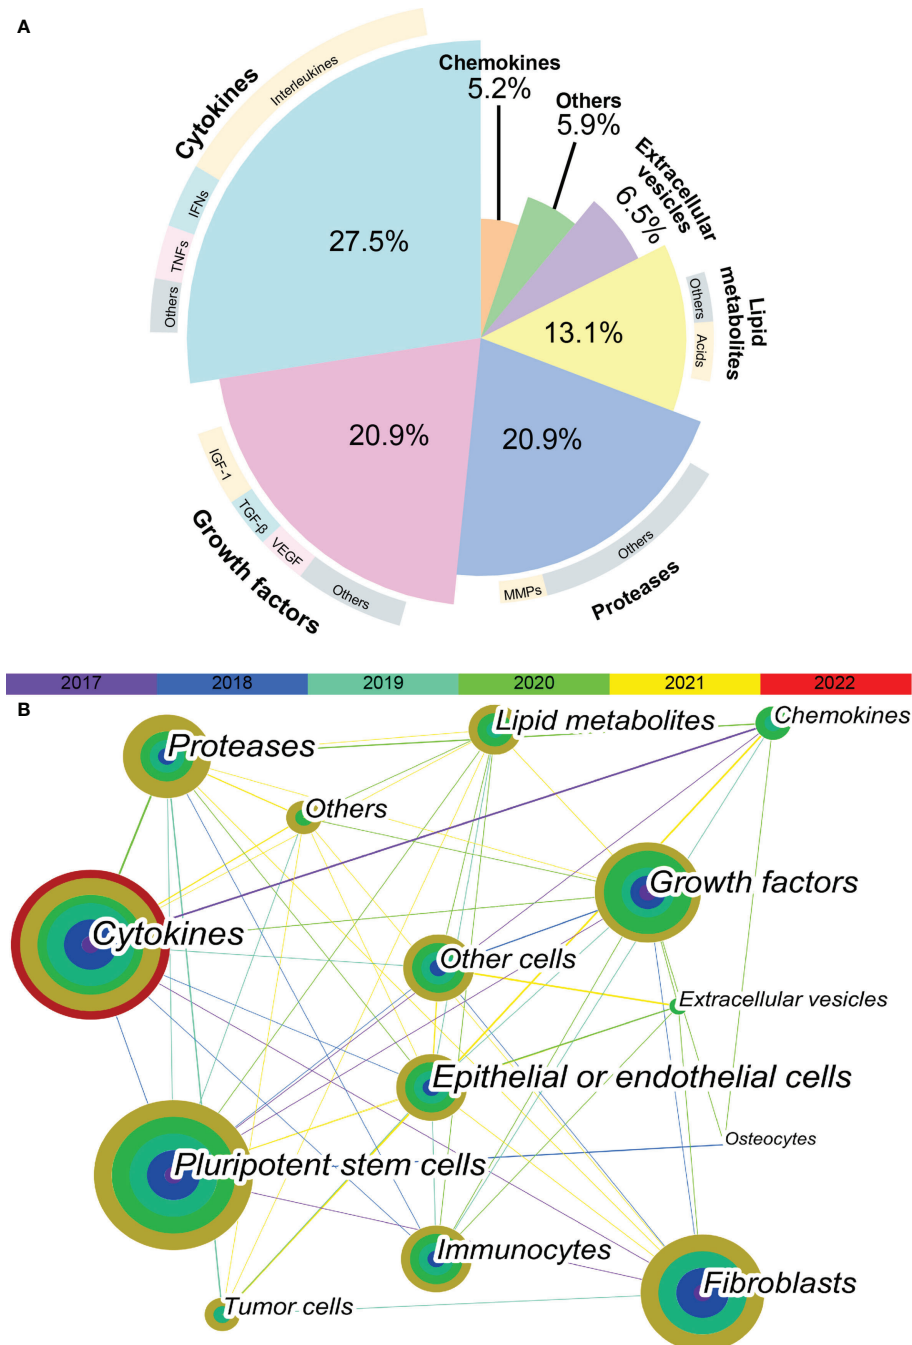 A
Cytokines
Interleukines
IFNs
TNFs
Others
27.5%
Chemokines
5.2%
Others
5.9%
Extracellular
vesicles
6.5%
Lipid
metabolites
Others
Acids
13.1%
20.9%
20.9%
IGF-1
TGF-β
VEGF
Others
Growth factors
MMPs
Others
Proteases
2017 2018 2019 2020 2021 2022
B
Chemokines
Lipid metabolites
Proteases
Others
Growth factors
Cytokines
Other cells
Extracellular vesicles
Epithelial or endothelial cells
Osteocytes
Pluripotent stem cells
Immunocytes
Fibroblasts
Tumor cells